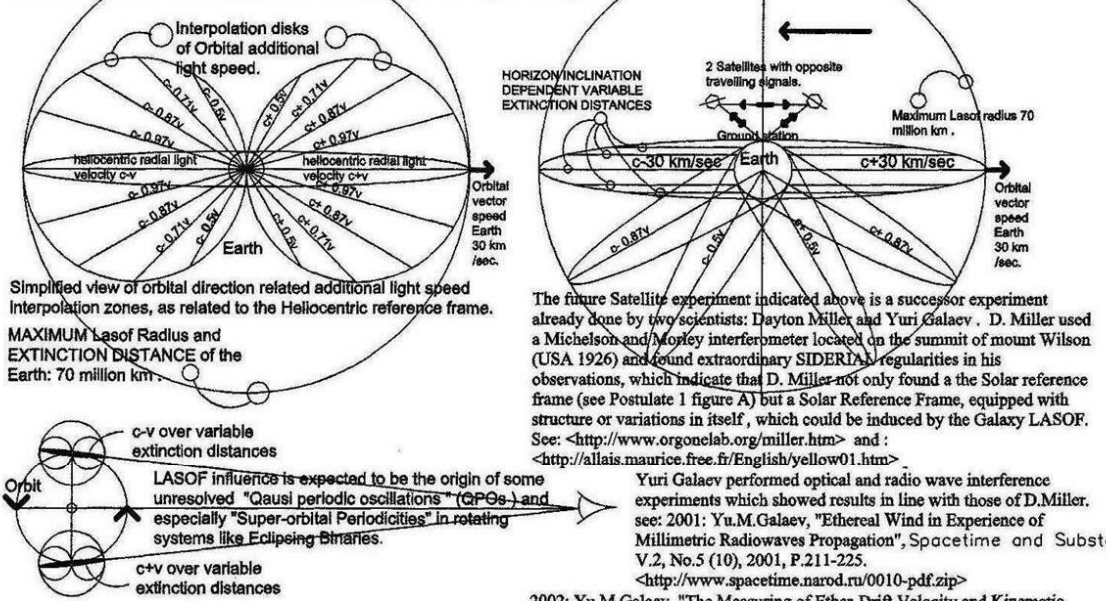 Interpolation disks
of Orbital additional
light speed.
c- 0.5v
c- 0.71v
c- 0.87v
c- 0.97v
c+ 0.5v
c+ 0.71v
c+ 0.87v
c+ 0.97v
heliocentric radial light
velocity c-v
heliocentric radial light
velocity c+v
c- 0.97v
c- 0.87v
c- 0.71v
c- 0.5v
c+ 0.97v
c+ 0.87v
c+ 0.71v
c+0.5v
Earth
Orbital
vector
speed
Earth
30 km
/sec.
Simplified view of orbital direction related additional light speed
interpolation zones, as related to the Heliocentric reference frame.
MAXIMUM Lasof Radius and
EXTINCTION DISTANCE of the
Earth: 70 million km .
c-v over variable
extinction distances
Orbit
LASOF influence is expected to be the origin of some
unresolved "Qausi periodic oscillations" (QPOs ) and
especially "Super-orbital Periodicities" in rotating
systems like Eclipsing Binaries.
c+v over variable
extinction distances
HORIZON INCLINATION
DEPENDENT VARIABLE
EXTINCTION DISTANCES
2 Satellites with opposite
travelling signals.
Maximum Lasof radius 70
million km .
Ground station
c-30 km/sec
Earth
c+30 km/sec
c- 0.87v
c- 0.5v
c+ 0.5v
c+ 0.87v
Orbital
vector
speed
Earth
30 km
/sec.
The future Satellite experiment indicated above is a successor experiment
already done by two scientists: Dayton Miller and Yuri Galaev . D. Miller used
a Michelson and Morley interferometer located on the summit of mount Wilson
(USA 1926) and found extraordinary SIDERIAL regularities in his
observations, which indicate that D. Miller not only found a the Solar reference
frame (see Postulate 1 figure A) but a Solar Reference Frame, equipped with
structure or variations in itself , which could be induced by the Galaxy LASOF.
See: <http://www.orgonelab.org/miller.htm> and :
<http://allais.maurice.free.fr/English/yellow01.htm>
Yuri Galaev performed optical and radio wave interference
experiments which showed results in line with those of D.Miller.
see: 2001: Yu.M.Galaev, "Ethereal Wind in Experience of
Millimetric Radiowaves Propagation", Spacetime and Subst
V.2, No.5 (10), 2001, P.211-225.
<http://www.spacetime.narod.ru/0010-pdf.zip>
2002: Yu.M.Galaev, "The Measuring of Ether-Drift Velocity and Kinematic